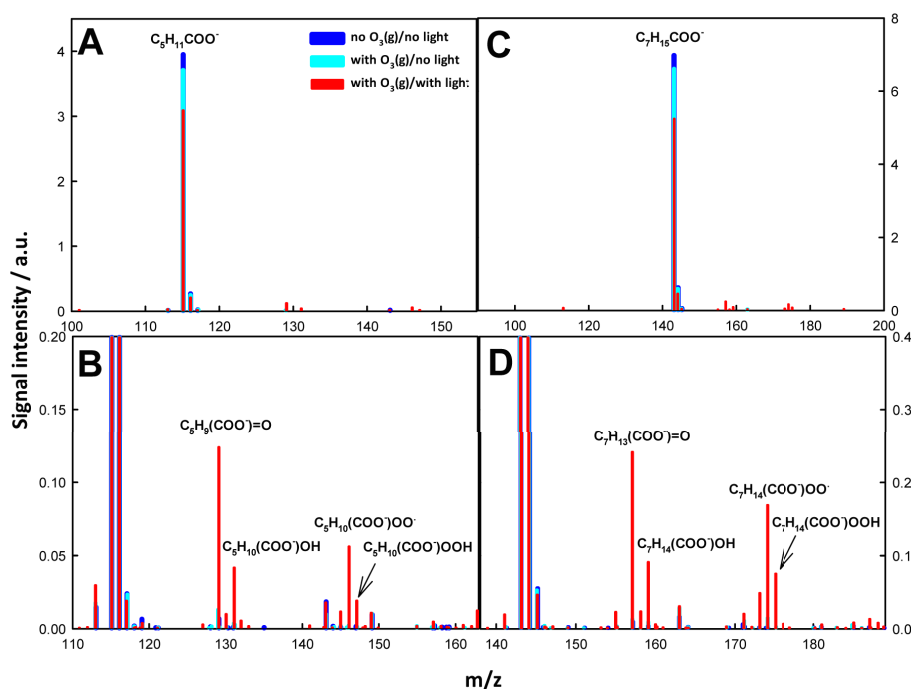 A
C₅H₁₁COO⁻
no O₃(g)/no light
with O₃(g)/no light
with O₃(g)/with light
C
C₇H₁₅COO⁻
4
3
2
1
0
8
6
4
2
0
100 110 120 130 140 150
100 120 140 160 180 200
Signal intensity / a.u.
B
C₅H₉(COO⁻)=O
C₅H₁₀(COO⁻)OH
C₅H₁₀(COO⁻)OO·
C₅H₁₀(COO⁻)OOH
D
C₇H₁₃(COO⁻)=O
C₇H₁₄(COO⁻)OH
C₇H₁₄(COO⁻)OO·
C₇H₁₄(COO⁻)OOH
0.20
0.15
0.10
0.05
0.00
0.4
0.3
0.2
0.1
0.0
110 120 130 140 150 160
140 150 160 170 180
m/z